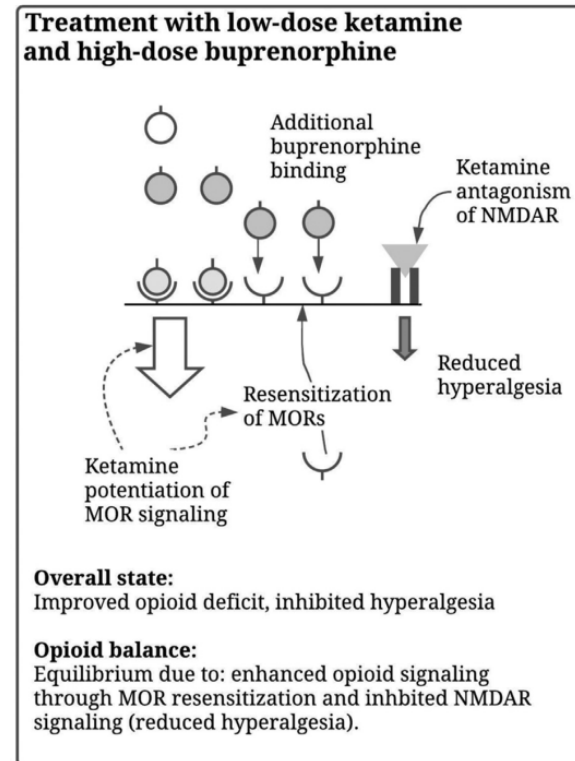 Treatment with low-dose ketamine
and high-dose buprenorphine
Additional
buprenorphine
binding
Ketamine
antagonism
of NMDAR
Reduced
hyperalgesia
Resensitization
of MORs
Ketamine
potentiation of
MOR signaling
Overall state:
Improved opioid deficit, inhibited hyperalgesia
Opioid balance:
Equilibrium due to: enhanced opioid signaling
through MOR resensitization and inhbited NMDAR
signaling (reduced hyperalgesia).